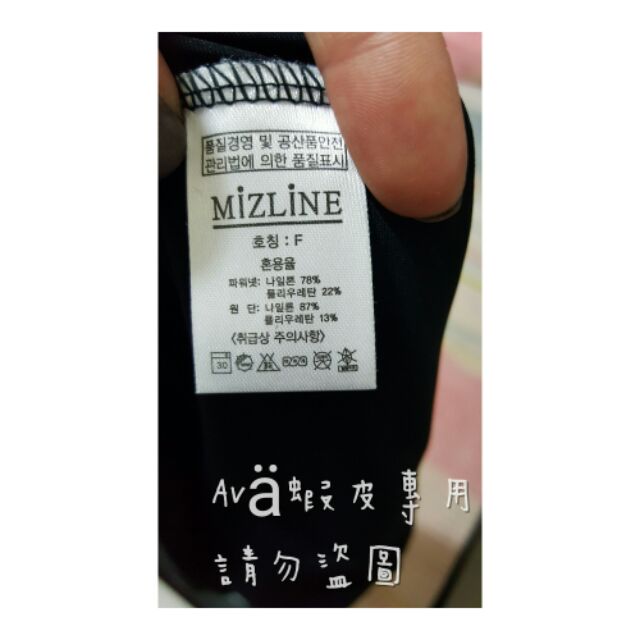 품질경영 및 공산품안전
관리법에 의한 품질표시
MiZLiNE
호칭 : F
혼용율
파워넷: 나일론 78%
폴리우레탄 22%
원 단: 나일론 87%
폴리우레탄 13%
〈취급상 주의사항〉
30
Avä蝦皮專用
請勿盜圖